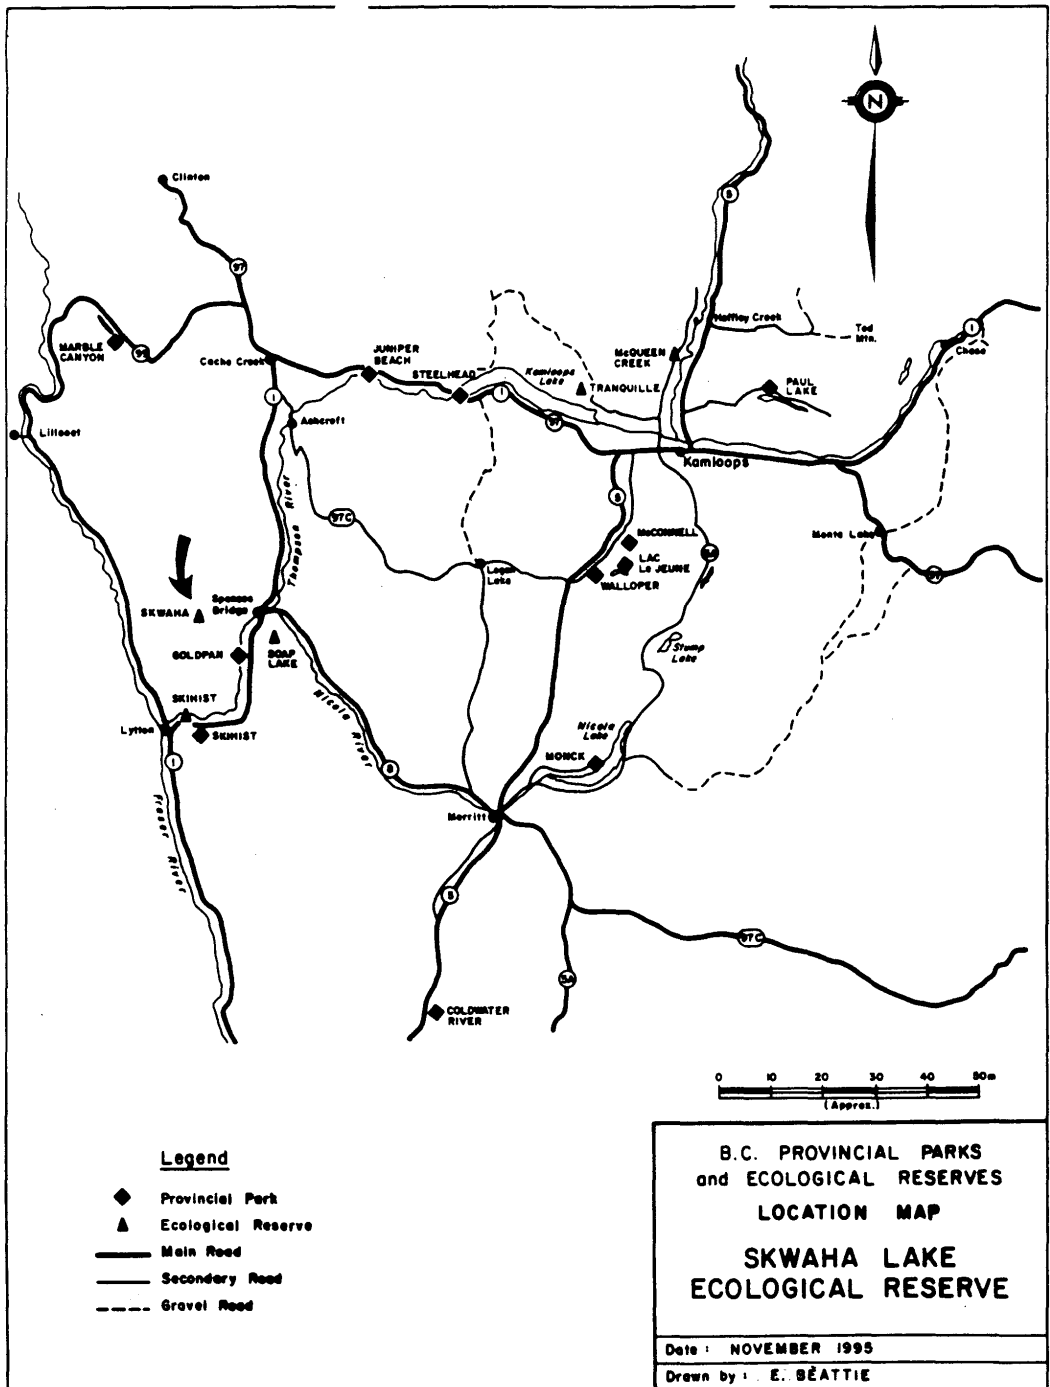 N
Clinton
5
97
Heffley Creek
Tod
Mtn.
1
Chase
MARBLE
CANYON
99
Cache Creek
JUNIPER
BEACH
STEELHEAD
Kamloops
Lake
McQUEEN
CREEK
TRANQUILLE
PAUL
LAKE
1
1
97
Ashcroft
Lillooet
Kamloops
Thompson River
97C
5
McCONNELL
LAC
Le JEUNE
WALLOPER
5A
Monte Lake
97
Logan
Lake
SKWAHA
Spences
Bridge
GOLDPAN
SOAP
LAKE
Stump
Lake
SKIHIST
Lytton
SKIHIST
1
Nicola River
8
Nicola
Lake
MONCK
Merritt
Fraser River
5
97C
5A
COLDWATER
RIVER
0 10 20 30 40 50m
(Approx.)
Legend
Provincial Park
Ecological Reserve
Main Road
Secondary Road
Gravel Road
B.C. PROVINCIAL PARKS
and ECOLOGICAL RESERVES
LOCATION MAP
SKWAHA LAKE
ECOLOGICAL RESERVE
Date : NOVEMBER 1995
Drawn by : E. BEATTIE